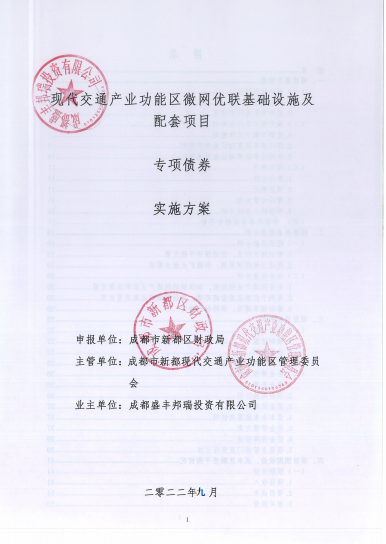 现代交通产业功能区微网优联基础设施及
配套项目
专项债券
实施方案
申报单位：成都市新都区财政局
主管单位：成都市新都现代交通产业功能区管理委员
会
业主单位：成都盛丰邦瑞投资有限公司
二零二二年九月
1